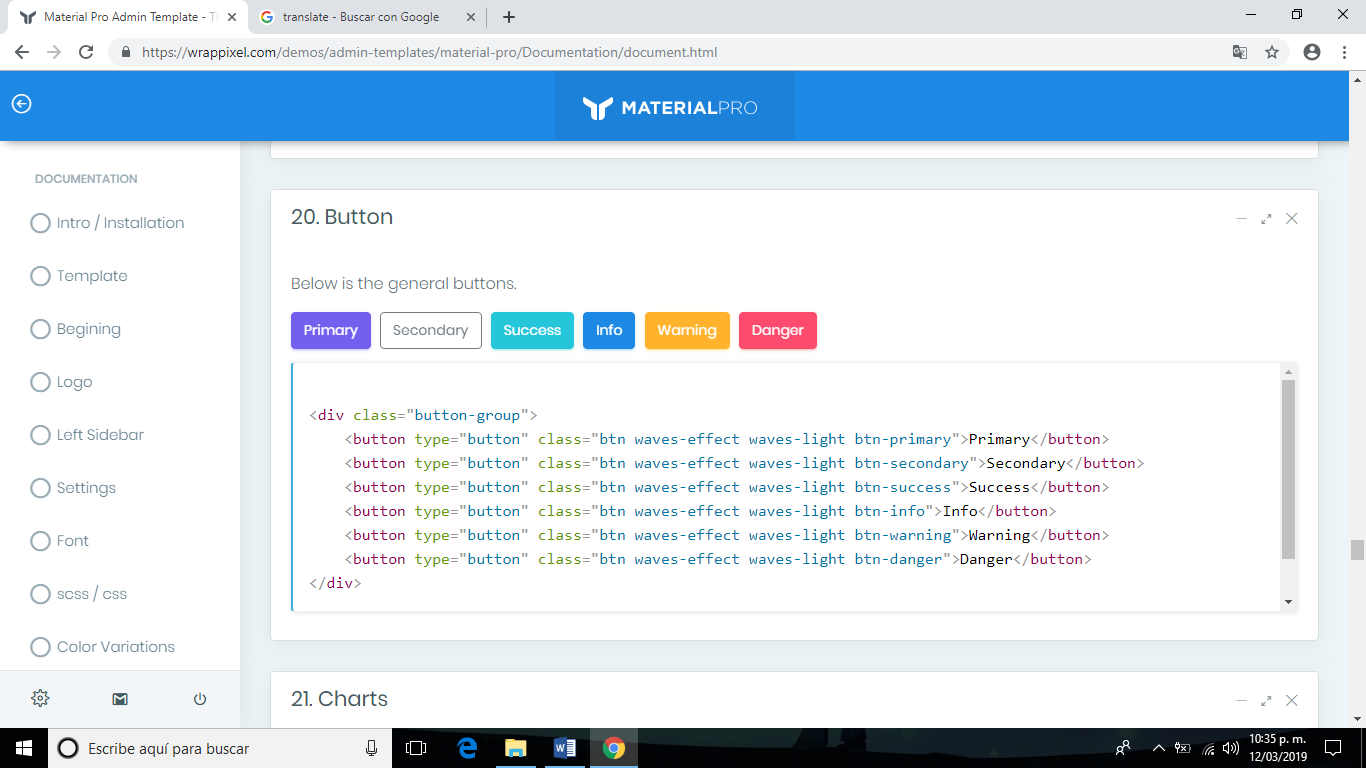 Material Pro Admin Template - Th
translate - Buscar con Google
https://wrappixel.com/demos/admin-templates/material-pro/Documentation/document.html
MATERIALPRO
DOCUMENTATION
Intro / Installation
Template
Begining
Logo
Left Sidebar
Settings
Font
scss / css
Color Variations
20. Button
Below is the general buttons.
Primary Secondary Success Info Warning Danger
<div class="button-group">
    <button type="button" class="btn waves-effect waves-light btn-primary">Primary</button>
    <button type="button" class="btn waves-effect waves-light btn-secondary">Secondary</button>
    <button type="button" class="btn waves-effect waves-light btn-success">Success</button>
    <button type="button" class="btn waves-effect waves-light btn-info">Info</button>
    <button type="button" class="btn waves-effect waves-light btn-warning">Warning</button>
    <button type="button" class="btn waves-effect waves-light btn-danger">Danger</button>
</div>
21. Charts
Escribe aquí para buscar
10:35 p. m.
12/03/2019